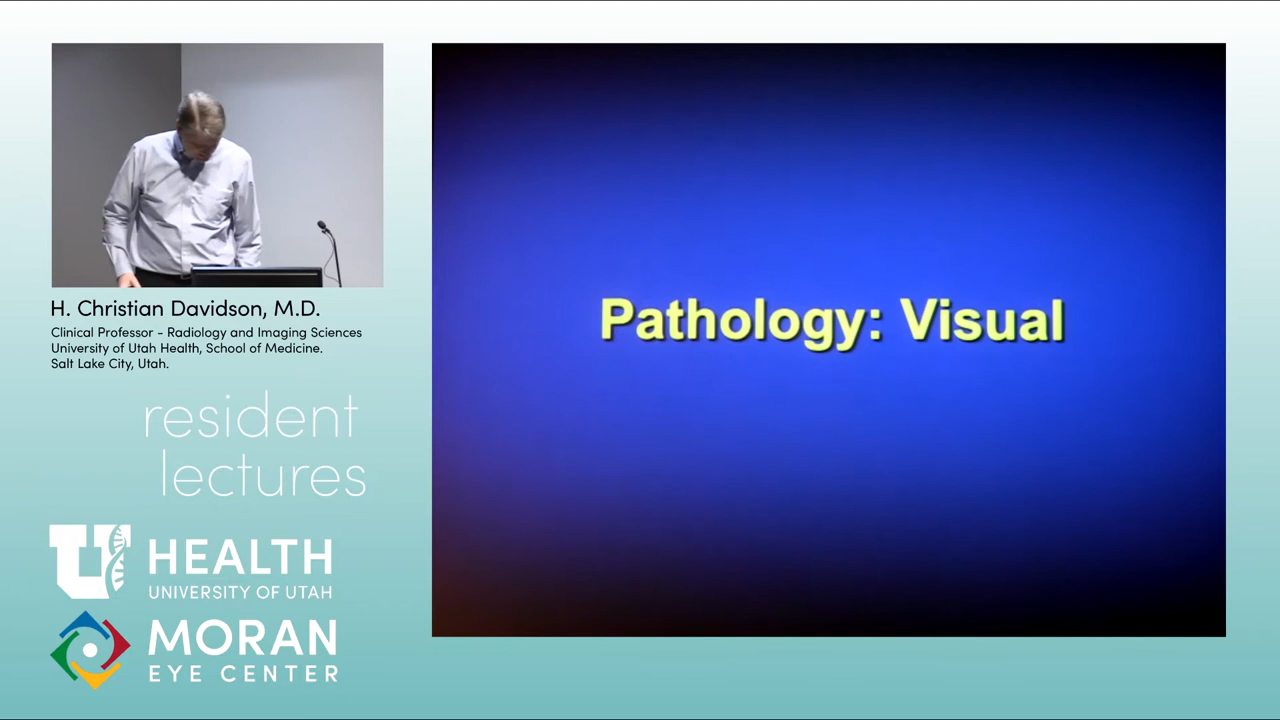 H. Christian Davidson, M.D.
Clinical Professor - Radiology and Imaging Sciences
University of Utah Health, School of Medicine.
Salt Lake City, Utah.
resident
lectures
U HEALTH
UNIVERSITY OF UTAH
MORAN
EYE CENTER
Pathology: Visual